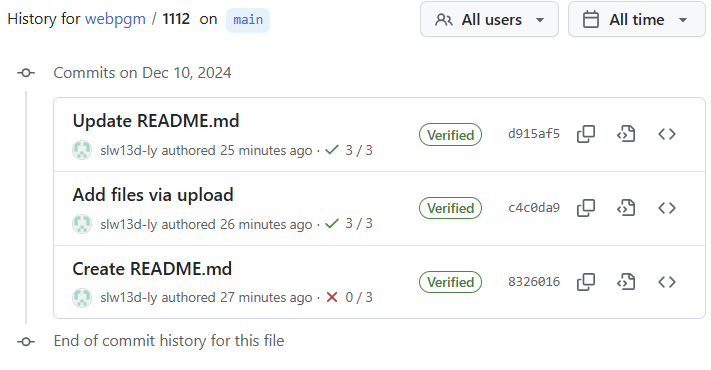 History for webpgm / 1112 on main
All users
All time
Commits on Dec 10, 2024
Update README.md
Verified
d915af5
slw13d-ly authored 25 minutes ago · 3 / 3
Add files via upload
Verified
c4c0da9
slw13d-ly authored 26 minutes ago · 3 / 3
Create README.md
Verified
8326016
slw13d-ly authored 27 minutes ago · 0 / 3
End of commit history for this file